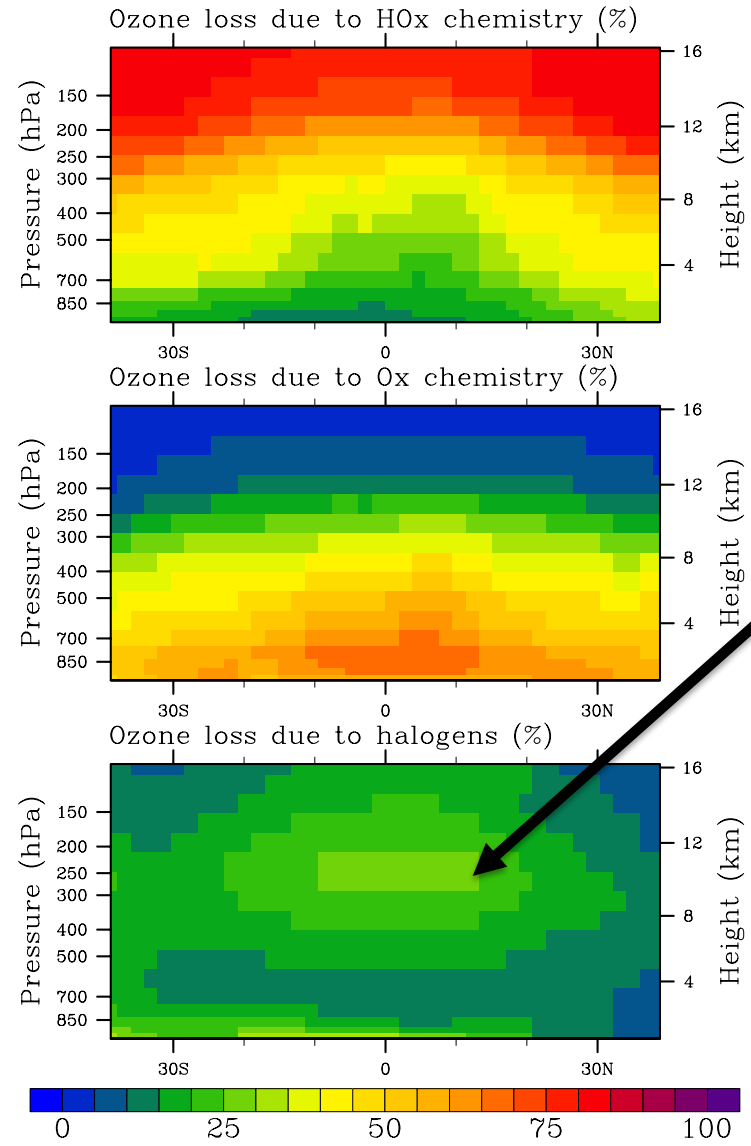 Ozone loss due to HOx chemistry (%)
Pressure (hPa)
150
200
250
300
400
500
700
850
16
12
8
4
Height (km)
30S 0 30N
Ozone loss due to Ox chemistry (%)
Pressure (hPa)
150
200
250
300
400
500
700
850
16
12
8
4
Height (km)
30S 0 30N
Ozone loss due to halogens (%)
Pressure (hPa)
150
200
250
300
400
500
700
850
16
12
8
4
Height (km)
30S 0 30N
0 25 50 75 100